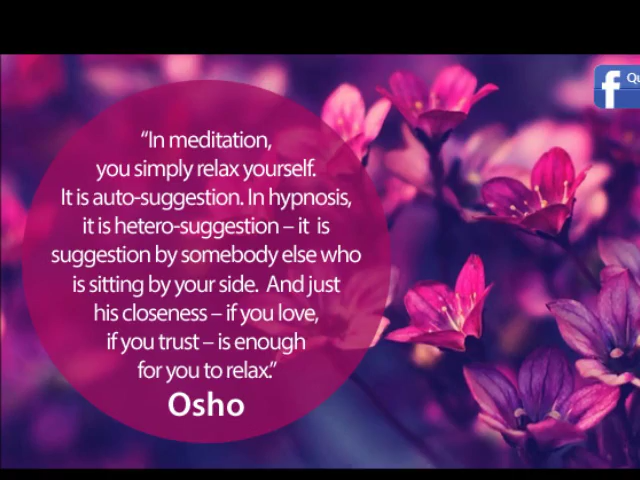 “In meditation,
you simply relax yourself.
It is auto-suggestion. In hypnosis,
it is hetero-suggestion – it  is
suggestion by somebody else who
is sitting by your side.  And just
his closeness – if you love,
if you trust – is enough
for you to relax.”
Osho
f